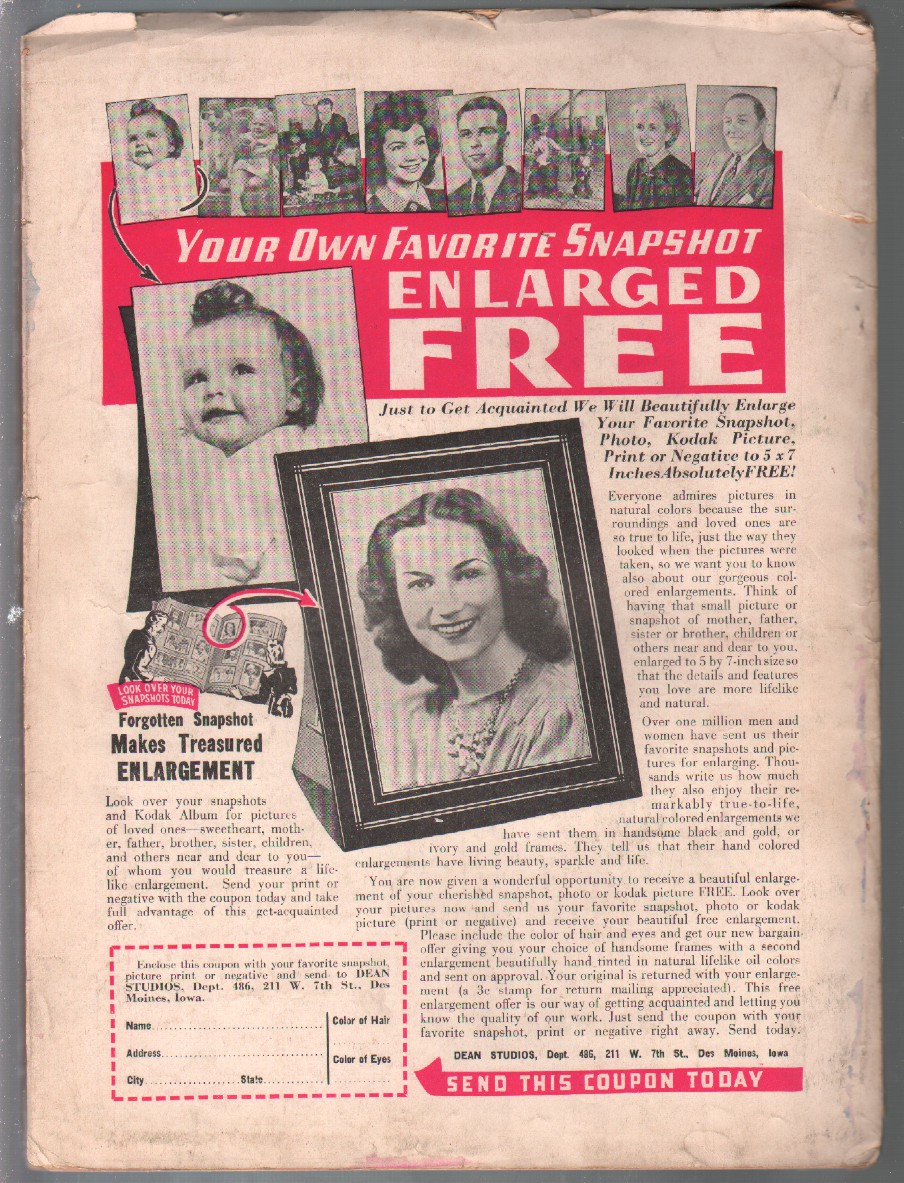 YOUR OWN FAVORITE SNAPSHOT
ENLARGED
FREE
Just to Get Acquainted We Will Beautifully Enlarge
Your Favorite Snapshot,
Photo, Kodak Picture,
Print or Negative to 5 x 7
Inches Absolutely FREE!
Everyone admires pictures in
natural colors because the sur-
roundings and loved ones are
so true to life, just the way they
looked when the pictures were
taken, so we want you to know
also about our gorgeous col-
ored enlargements. Think of
having that small picture or
snapshot of mother, father,
sister or brother, children or
others near and dear to you,
enlarged to 5 by 7-inch size so
that the details and features
you love are more lifelike
and natural.
Over one million men and
women have sent us their
favorite snapshots and pic-
tures for enlarging. Thou-
sands write us how much
they also enjoy their re-
markably true-to-life,
natural colored enlargements we
have sent them in handsome black and gold, or
ivory and gold frames. They tell us that their hand colored
enlargements have living beauty, sparkle and life.
You are now given a wonderful opportunity to receive a beautiful enlarge-
ment of your cherished snapshot, photo or kodak picture FREE. Look over
your pictures now and send us your favorite snapshot, photo or kodak
picture (print or negative) and receive your beautiful free enlargement.
Please include the color of hair and eyes and get our new bargain
offer giving you your choice of handsome frames with a second
enlargement beautifully hand tinted in natural lifelike oil colors
and sent on approval. Your original is returned with your enlarge-
ment (a 3c stamp for return mailing appreciated). This free
enlargement offer is our way of getting acquainted and letting you
know the quality of our work. Just send the coupon with your
favorite snapshot, print or negative right away. Send today.
DEAN STUDIOS, Dept. 486, 211 W. 7th St., Des Moines, Iowa
SEND THIS COUPON TODAY
LOOK OVER YOUR
SNAPSHOTS TODAY
Forgotten Snapshot
Makes Treasured
ENLARGEMENT
Look over your snapshots
and Kodak Album for pictures
of loved ones—sweetheart, moth-
er, father, brother, sister, children,
and others near and dear to you—
of whom you would treasure a life-
like enlargement. Send your print or
negative with the coupon today and take
full advantage of this get-acquainted
offer.
Enclose this coupon with your favorite snapshot,
picture print or negative and send to DEAN
STUDIOS, Dept. 486, 211 W. 7th St., Des
Moines, Iowa.
Name
Color of Hair
Address
Color of Eyes
City State